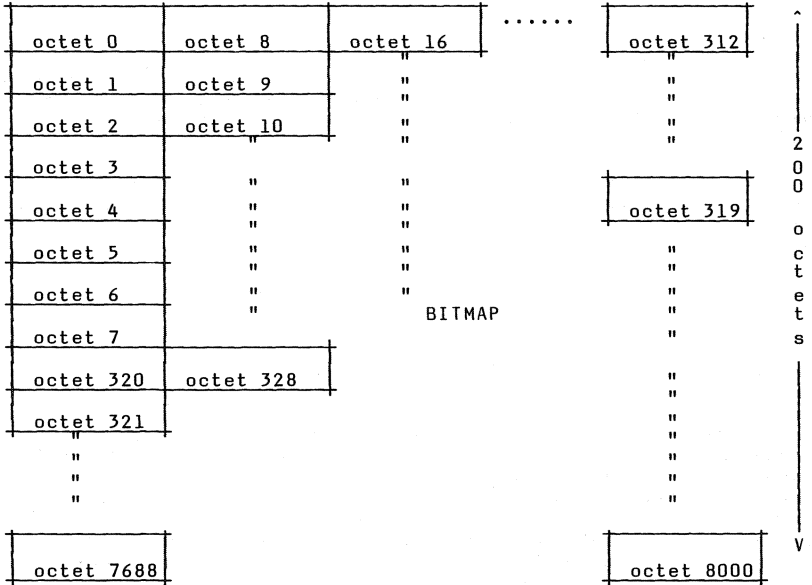 octet 0 octet 8 octet 16 ...... octet 312
" "
octet 1 octet 9 " "
" "
octet 2 octet 10 " "
" " "
octet 3
" "
octet 4 " " octet 319
" "
octet 5 " " "
" " "
octet 6 " " "
" BITMAP "
octet 7 "
octet 320 octet 328 "
"
octet 321 "
" "
" "
" "
" "
octet 7688 octet 8000
^
200 octets
V